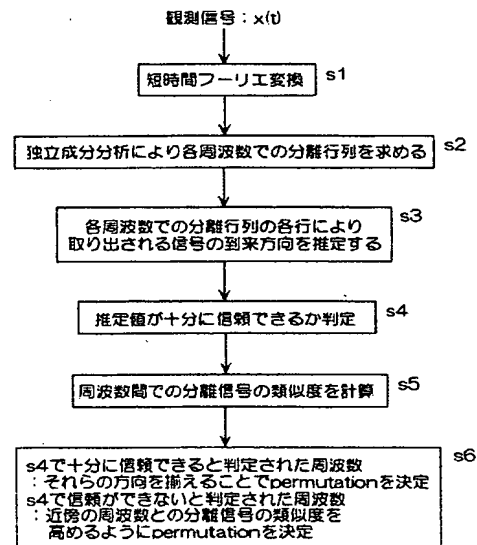 観測信号：x(t)
短時間フーリエ変換
s1
独立成分分析により各周波数での分離行列を求める
s2
各周波数での分離行列の各行により
取り出される信号の到来方向を推定する
s3
推定値が十分に信頼できるか判定
s4
周波数間での分離信号の類似度を計算
s5
s6
s4で十分に信頼できると判定された周波数
：それらの方向を揃えることでpermutationを決定
s4で信頼ができないと判定された周波数
：近傍の周波数との分離信号の類似度を
高めるようにpermutationを決定